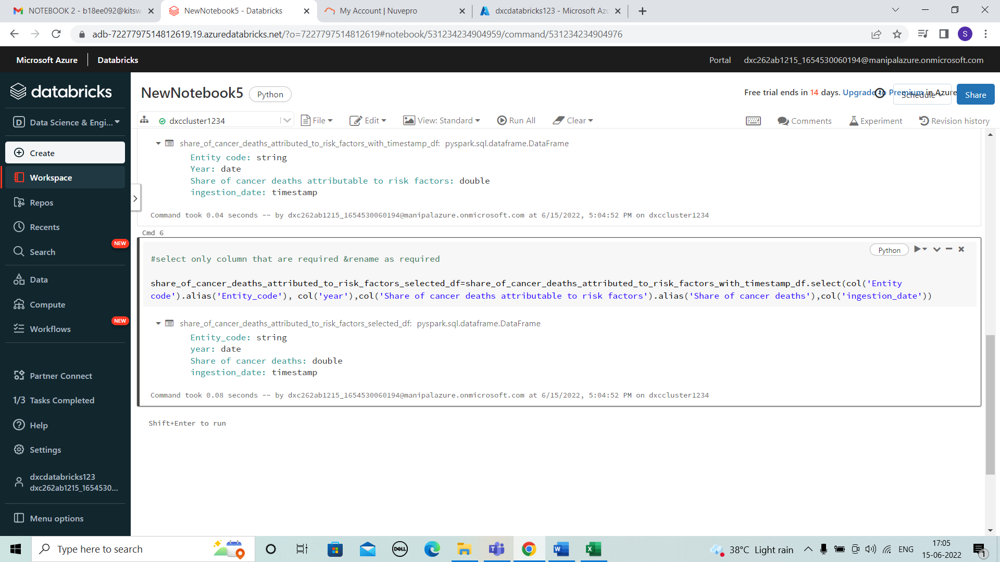 NOTEBOOK 2 - b18ee092@kitsw
NewNotebook5 - Databricks
My Account | Nuvepro
dxcdatabricks123 - Microsoft Azu
adb-7227797514812619.19.azuredatabricks.net/?o=7227797514812619#notebook/531234234904959/command/531234234904976
S
Microsoft Azure
Databricks
Portal
dxc262ab1215_1654530060194@manipalazure.onmicrosoft.com
databricks
D Data Science & Engi...
Create
Workspace
Repos
Recents
NEW
Search
Data
Compute
NEW
Workflows
Partner Connect
1/3 Tasks Completed
Help
Settings
dxcdatabricks123
dxc262ab1215_1654530...
Menu options
NewNotebook5
Python
Free trial ends in 14 days. Upgrade to Premium in Azure
Schedule
Share
dxccluster1234
File
Edit
View: Standard
Run All
Clear
Comments
Experiment
Revision history
share_of_cancer_deaths_attributed_to_risk_factors_with_timestamp_df: pyspark.sql.dataframe.DataFrame
Entity code: string
Year: date
Share of cancer deaths attributable to risk factors: double
ingestion_date: timestamp
Command took 0.04 seconds -- by dxc262ab1215_1654530060194@manipalazure.onmicrosoft.com at 6/15/2022, 5:04:52 PM on dxccluster1234
Cmd 6
Python
#select only column that are required &rename as required
share_of_cancer_deaths_attributed_to_risk_factors_selected_df=share_of_cancer_deaths_attributed_to_risk_factors_with_timestamp_df.select(col('Entity
code').alias('Entity_code'), col('year'),col('Share of cancer deaths attributable to risk factors').alias('Share of cancer deaths'),col('ingestion_date'))
share_of_cancer_deaths_attributed_to_risk_factors_selected_df: pyspark.sql.dataframe.DataFrame
Entity_code: string
year: date
Share of cancer deaths: double
ingestion_date: timestamp
Command took 0.08 seconds -- by dxc262ab1215_1654530060194@manipalazure.onmicrosoft.com at 6/15/2022, 5:04:52 PM on dxccluster1234
Shift+Enter to run
Type here to search
DELL
38°C Light rain
ENG
17:05
15-06-2022
1